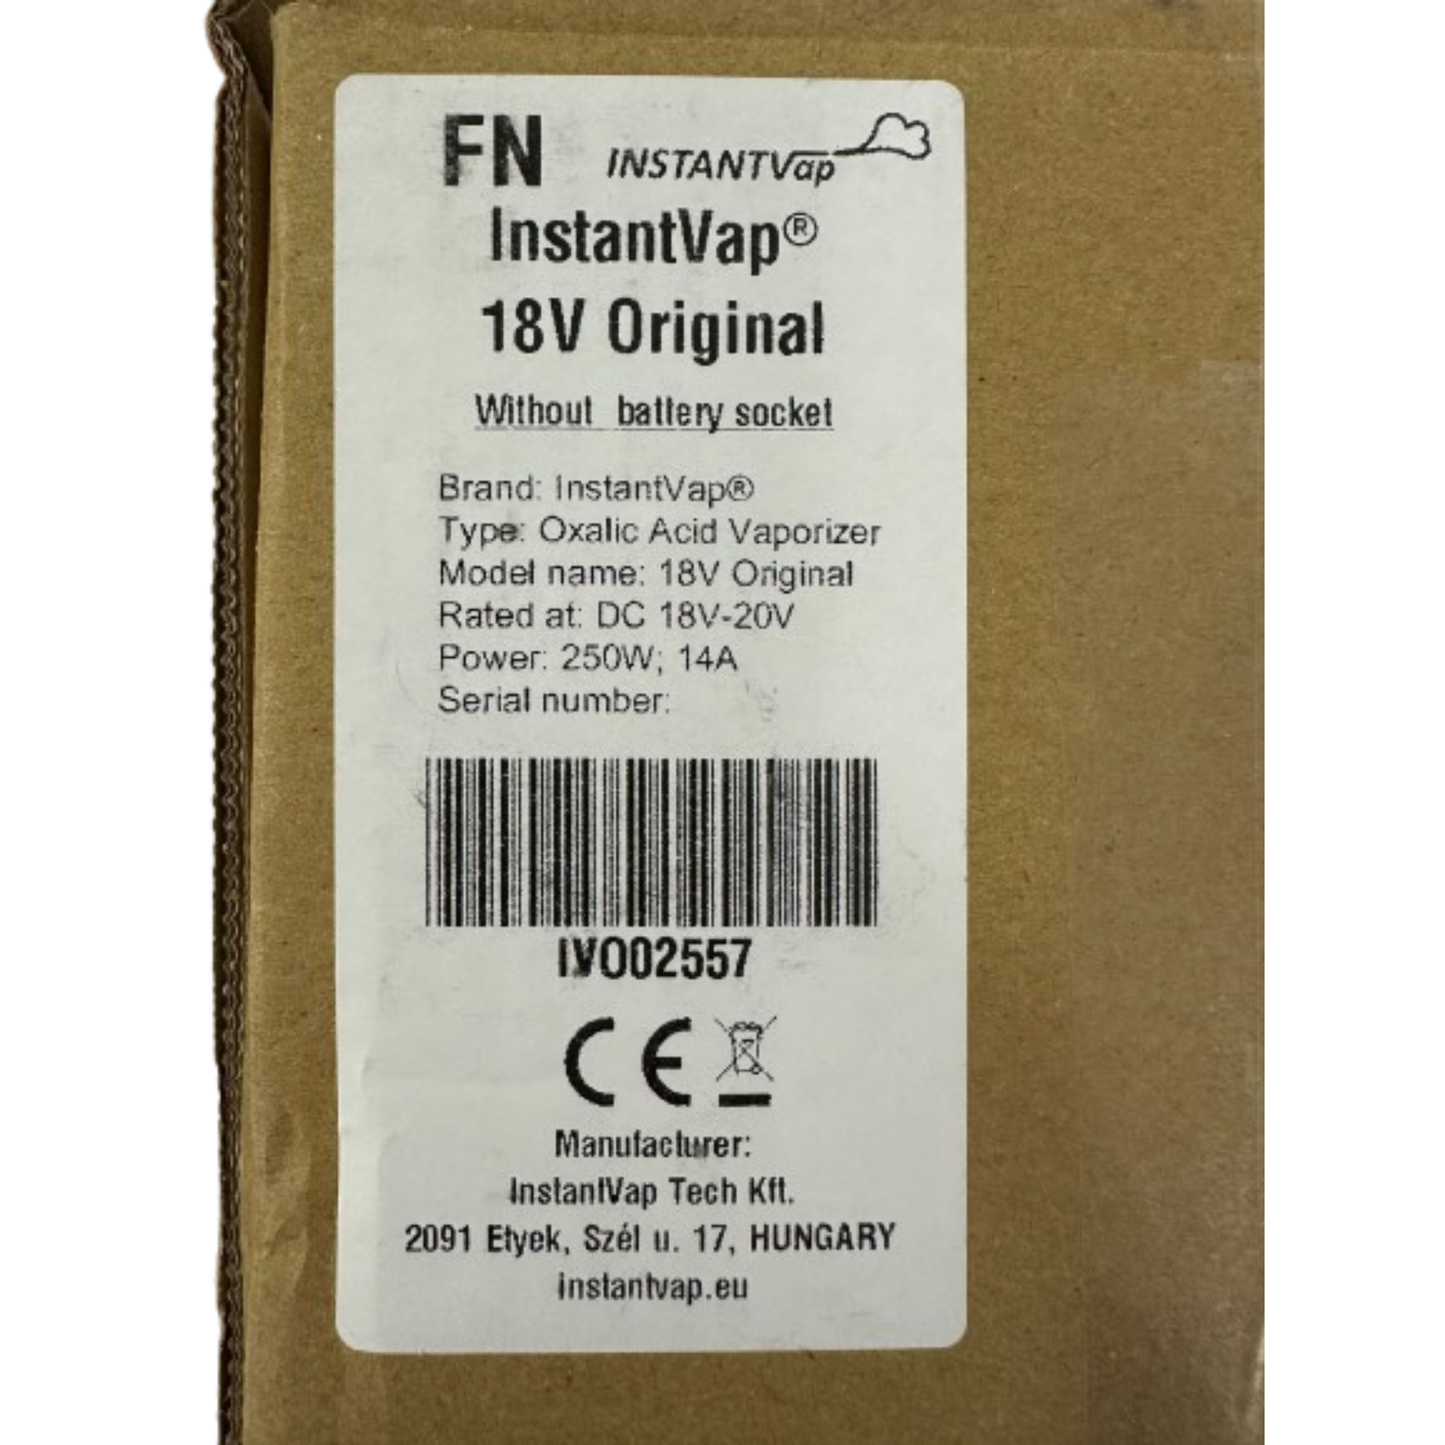 FN INSTANTVap
InstantVap®
18V Original
Without battery socket
Brand: InstantVap®
Type: Oxalic Acid Vaporizer
Model name: 18V Original
Rated at: DC 18V-20V
Power: 250W; 14A
Serial number:
IVO02557
CE
Manufacturer:
InstantVap Tech Kft.
2091 Etyek, Szél u. 17, HUNGARY
instantvap.eu